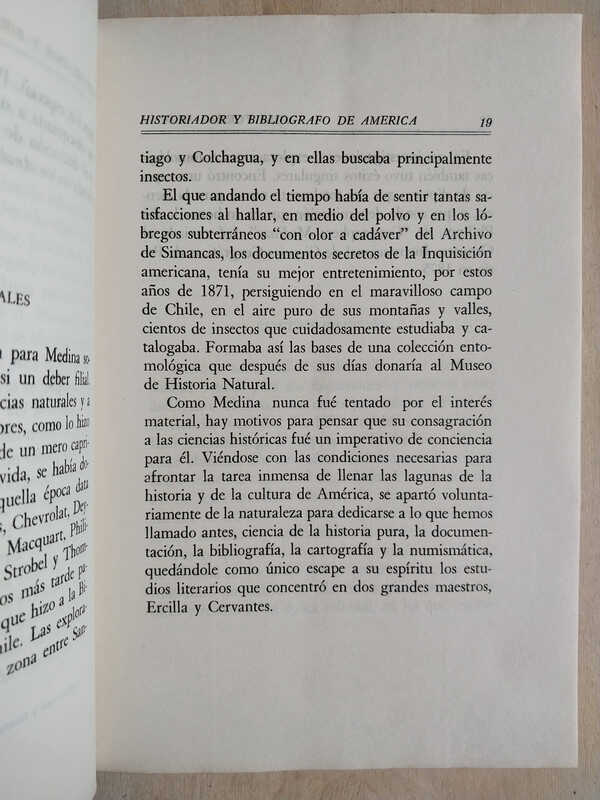 ALES
para Medina so-
si un deber filial.
cias naturales y a
ores, como lo hizo
de un mero capri-
vida, se había de-
quella época data
s, Chevrolat, Dey-
Macquart, Phili-
Strobel y Thom-
os más tarde pa-
que hizo a la Bi-
hile. Las explora-
zona entre San-
HISTORIADOR Y BIBLIOGRAFO DE AMERICA 19
tiago y Colchagua, y en ellas buscaba principalmente
insectos.
El que andando el tiempo había de sentir tantas sa-
tisfacciones al hallar, en medio del polvo y en los ló-
bregos subterráneos “con olor a cadáver” del Archivo
de Simancas, los documentos secretos de la Inquisición
americana, tenía su mejor entretenimiento, por estos
años de 1871, persiguiendo en el maravilloso campo
de Chile, en el aire puro de sus montañas y valles,
cientos de insectos que cuidadosamente estudiaba y ca-
talogaba. Formaba así las bases de una colección ento-
mológica que después de sus días donaría al Museo
de Historia Natural.
Como Medina nunca fué tentado por el interés
material, hay motivos para pensar que su consagración
a las ciencias históricas fué un imperativo de conciencia
para él. Viéndose con las condiciones necesarias para
afrontar la tarea inmensa de llenar las lagunas de la
historia y de la cultura de América, se apartó volunta-
riamente de la naturaleza para dedicarse a lo que hemos
llamado antes, ciencia de la historia pura, la documen-
tación, la bibliografía, la cartografía y la numismática,
quedándole como único escape a su espíritu los estu-
dios literarios que concentró en dos grandes maestros,
Ercilla y Cervantes.